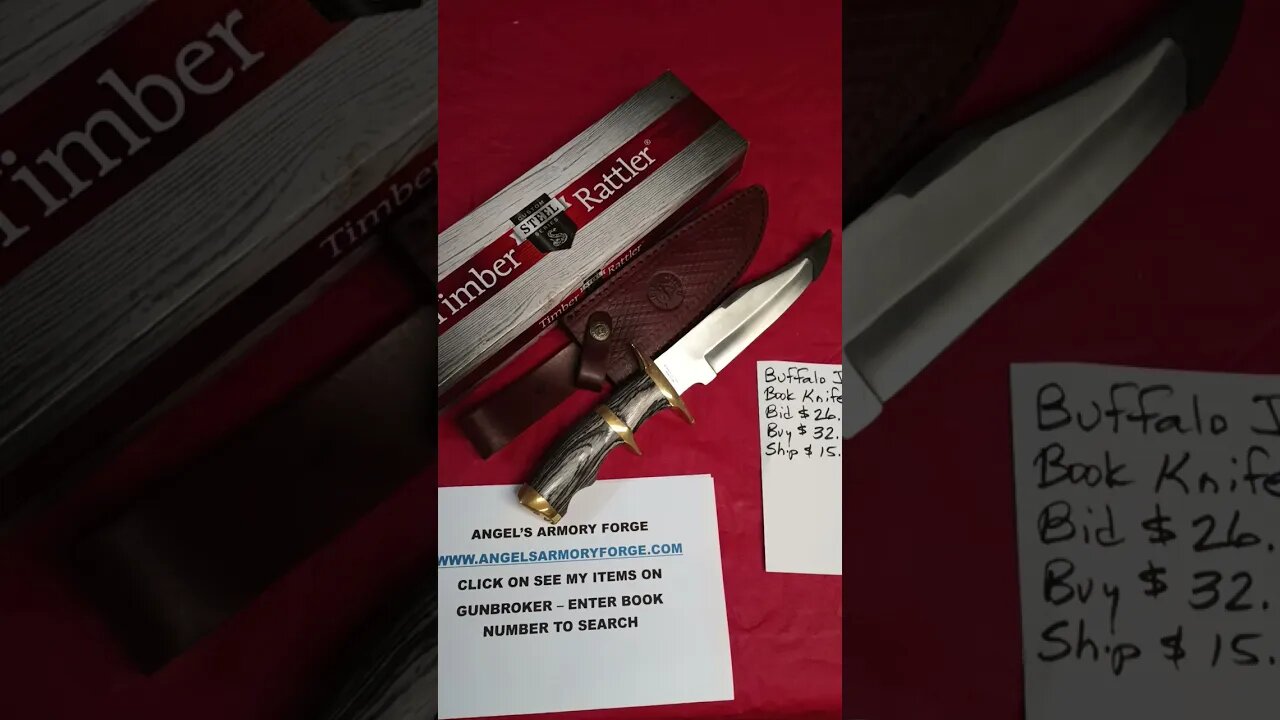 Timber Rattler®
CUSTOM
STEEL
SERIES
Timber Rattler
ANGEL'S ARMORY FORGE
WWW.ANGELSARMORYFORGE.COM
CLICK ON SEE MY ITEMS ON
GUNBROKER – ENTER BOOK
NUMBER TO SEARCH
Buffalo
Book Knife
Bid $ 26.
Buy $ 32.
Ship $ 15.
Timber
Timber
Buffalo
Book Knife
Bid $ 26.
Buy $ 32.
Ship $ 15.